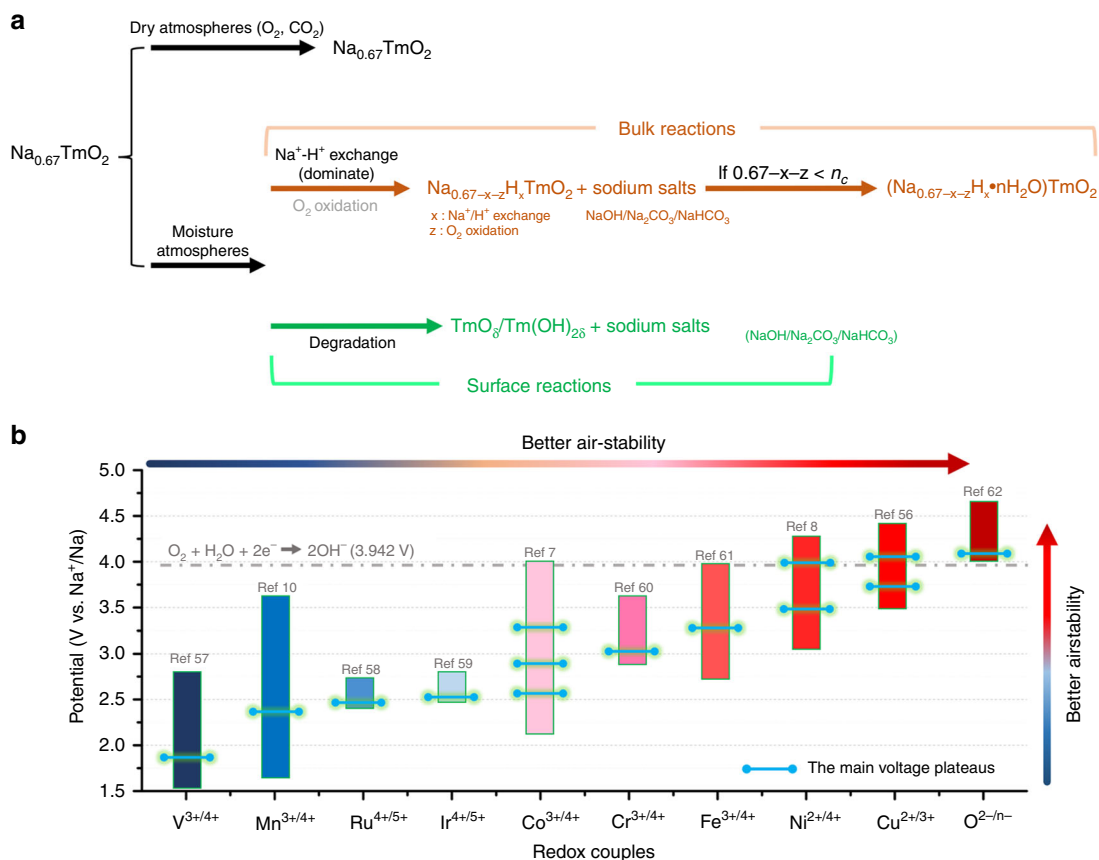 a
Dry atmospheres (O₂, CO₂)
Na₀.₆₇TmO₂
Na₀.₆₇TmO₂
Bulk reactions
Na⁺-H⁺ exchange
(dominate)
O₂ oxidation
Na₀.₆₇₋ₓ₋zHₓTmO₂ + sodium salts
x : Na⁺/H⁺ exchange
z : O₂ oxidation
NaOH/Na₂CO₃/NaHCO₃
If 0.67–x–z < n꜀
(Na₀.₆₇₋ₓ₋zHₓ•nH₂O)TmO₂
Moisture
atmospheres
Degradation
TmOδ/Tm(OH)₂δ + sodium salts
(NaOH/Na₂CO₃/NaHCO₃)
Surface reactions
b
Better air-stability
Potential (V vs. Na⁺/Na)
5.0
4.5
4.0
3.5
3.0
2.5
2.0
1.5
O₂ + H₂O + 2e⁻ → 2OH⁻ (3.942 V)
Ref 57
Ref 10
Ref 58
Ref 59
Ref 7
Ref 60
Ref 61
Ref 8
Ref 56
Ref 62
The main voltage plateaus
Better airstability
V³⁺/⁴⁺
Mn³⁺/⁴⁺
Ru⁴⁺/⁵⁺
Ir⁴⁺/⁵⁺
Co³⁺/⁴⁺
Cr³⁺/⁴⁺
Fe³⁺/⁴⁺
Ni²⁺/⁴⁺
Cu²⁺/³⁺
O²⁻/ⁿ⁻
Redox couples